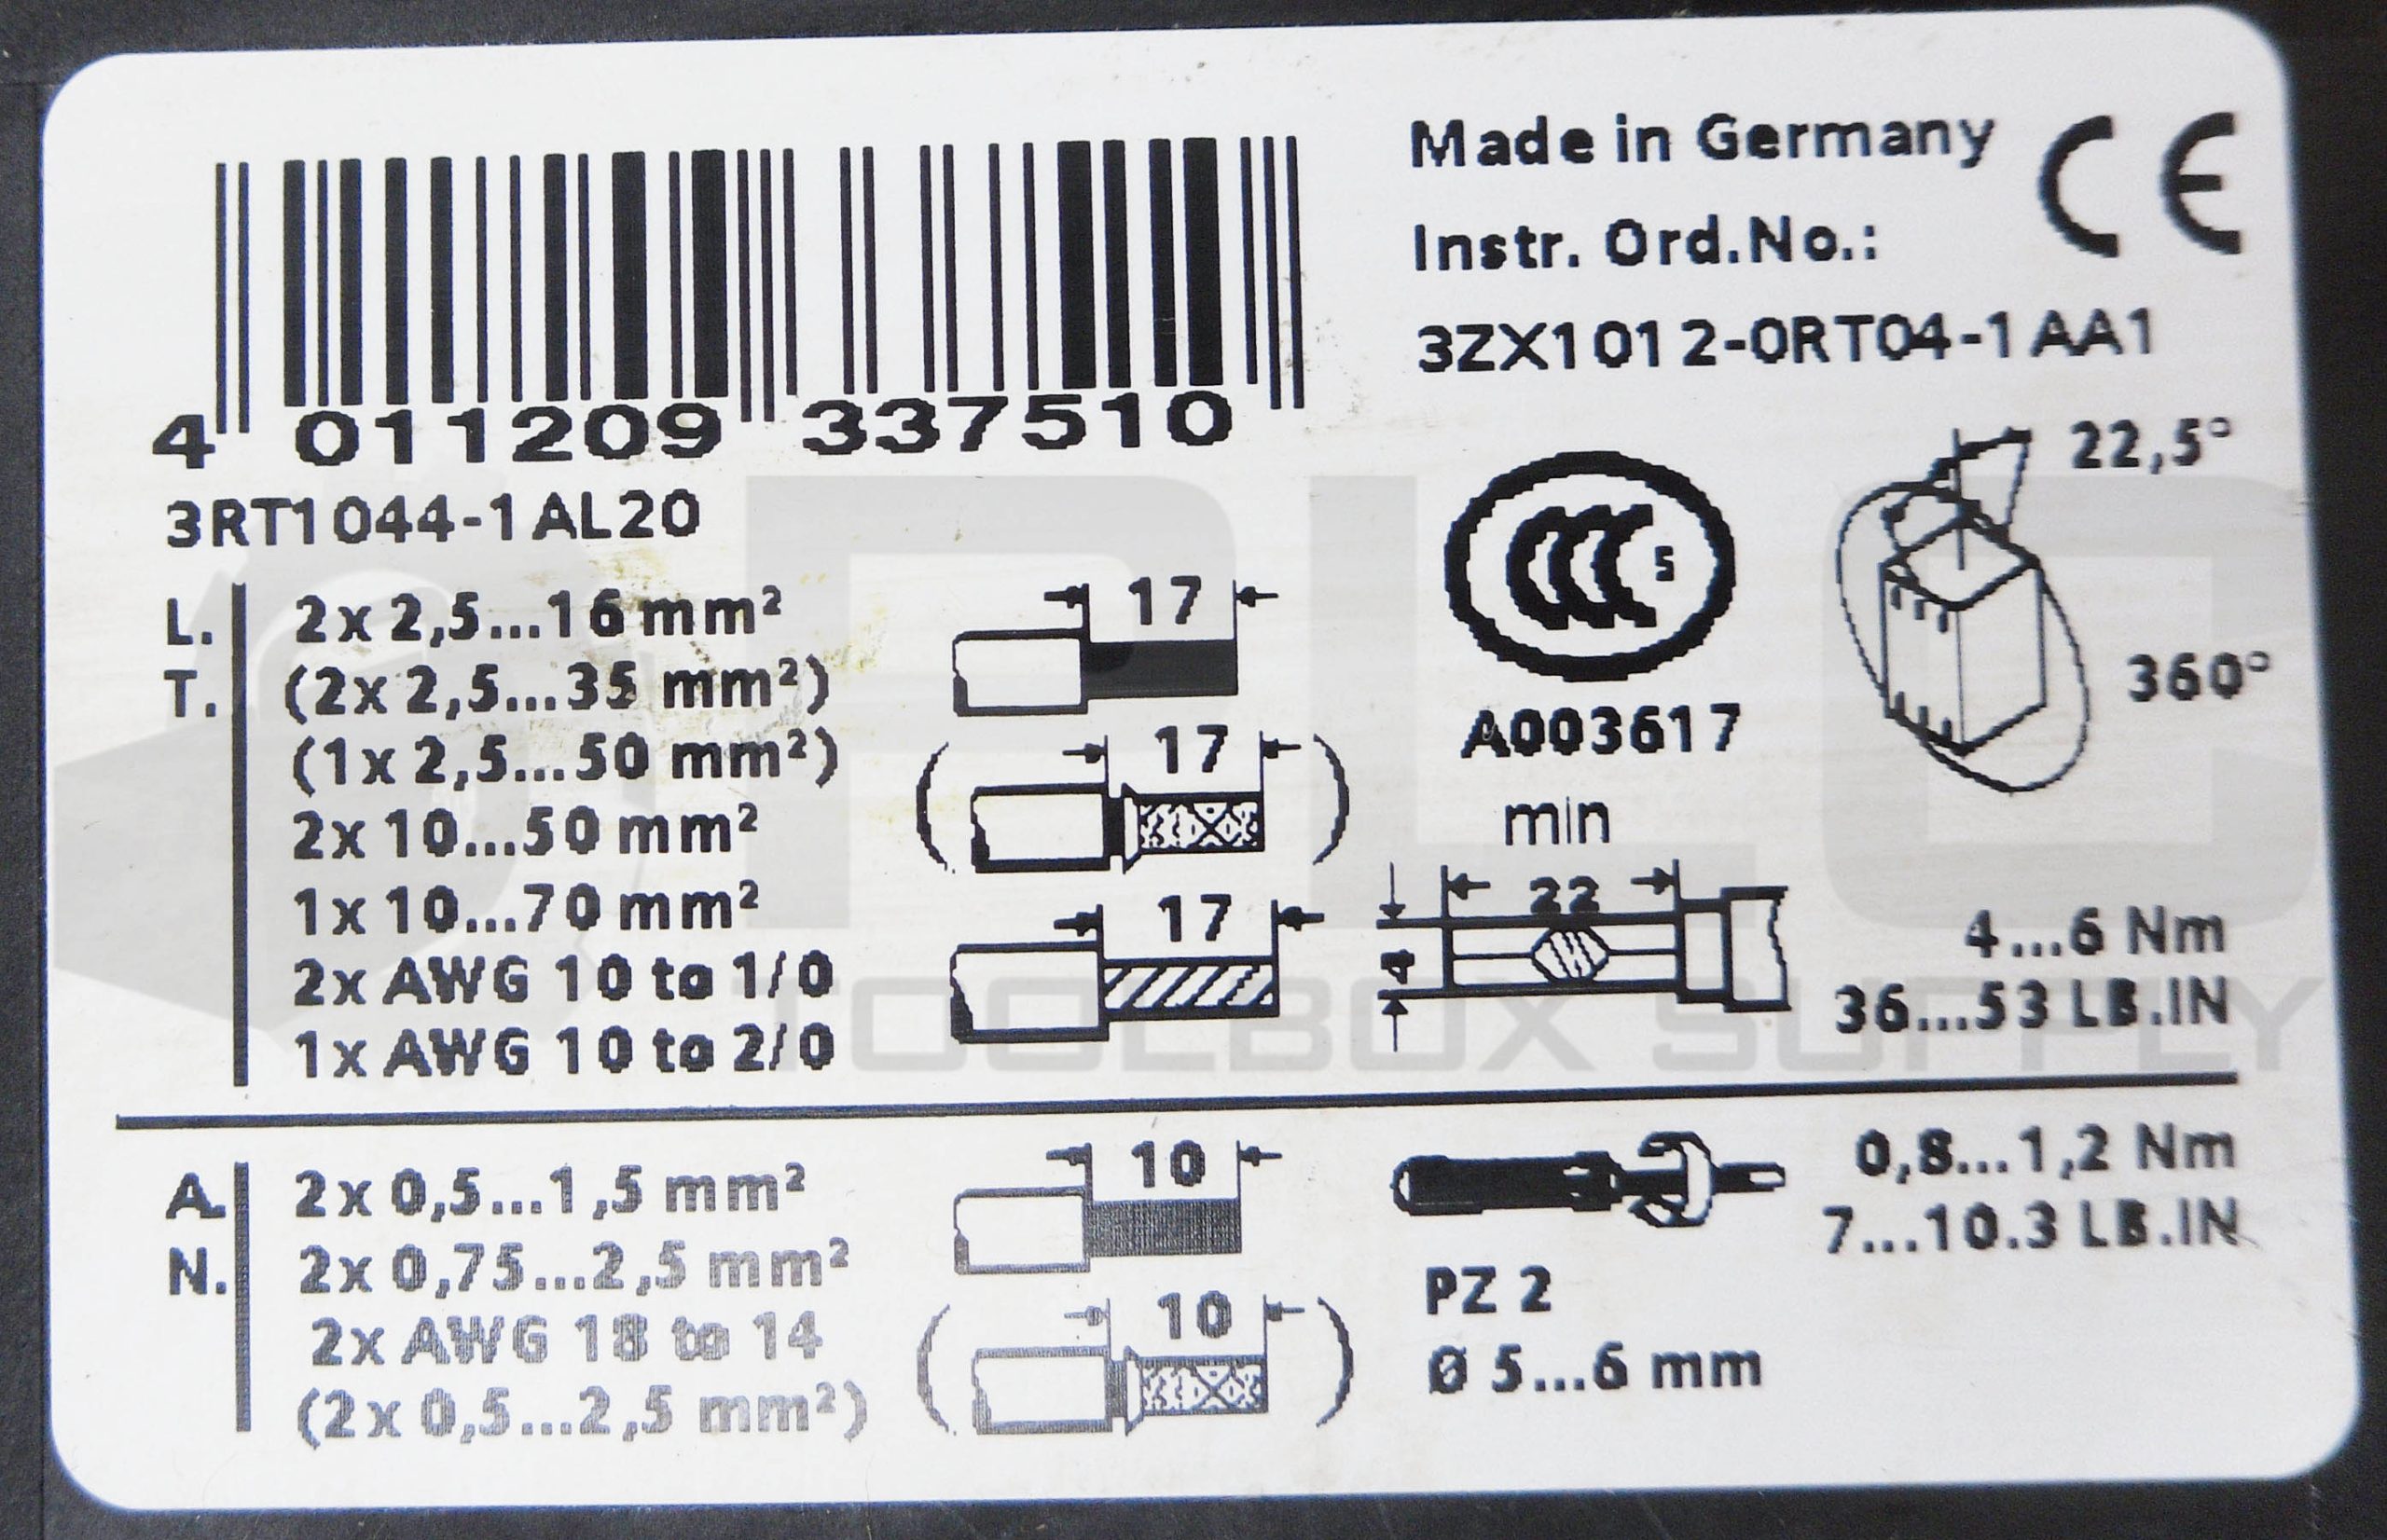 Made in Germany CE
Instr. Ord.No.:
3ZX1012-0RT04-1AA1
4 011209 337510
3RT1044-1AL20
22,5°
360°
CCC S
A003617
L.
T.
2x 2,5...16 mm²
(2x 2,5...35 mm²)
(1x 2,5...50 mm²)
2x 10...50 mm²
1x 10...70 mm²
2x AWG 10 to 1/0
1x AWG 10 to 2/0
17
17
17
min
22
4
4...6 Nm
36...53 LB.IN
A.
N.
2x 0,5...1,5 mm²
2x 0,75...2,5 mm²
2x AWG 18 to 14
(2x 0,5...2,5 mm²)
10
10
0,8...1,2 Nm
7...10.3 LB.IN
PZ 2
Ø 5...6 mm
PLC
TOOLBOX SUPPLY